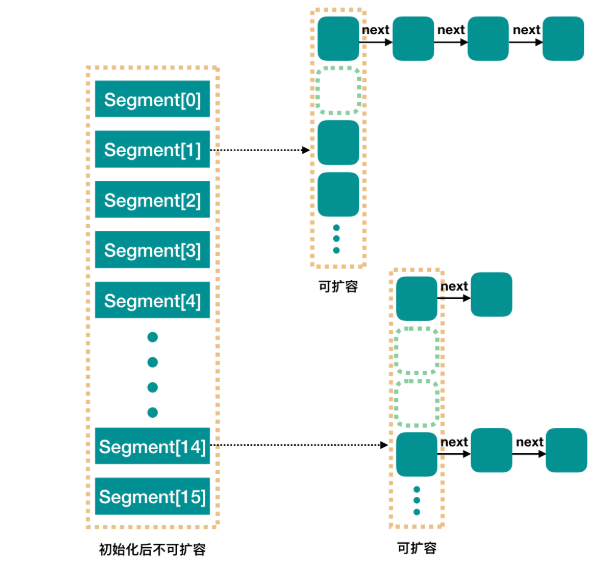 Segment[0]
Segment[1]
Segment[2]
Segment[3]
Segment[4]
Segment[14]
Segment[15]
初始化后不可扩容
next next next
可扩容
next
next next
可扩容